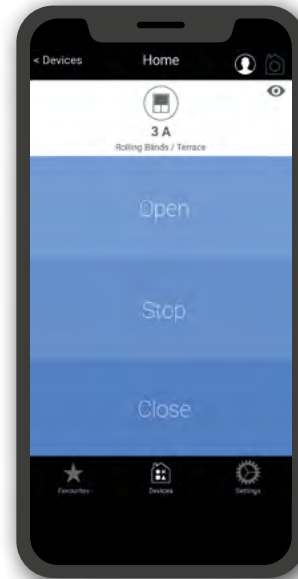 < Devices Home
3 A
Rolling Blinds / Terrace
Open
Stop
Close
Favourites Devices Settings